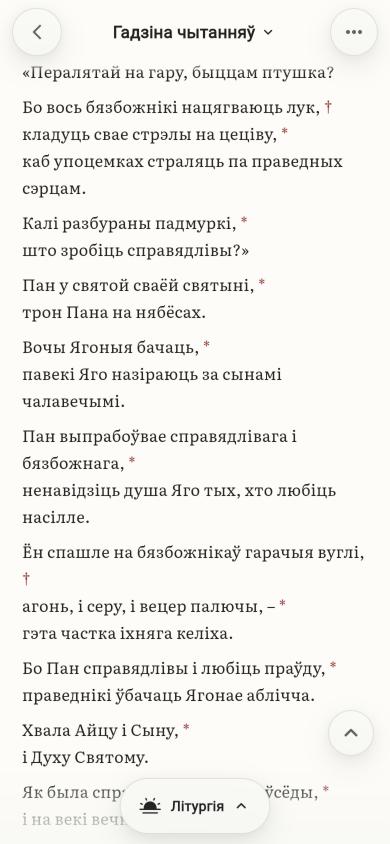 Гадзіна чытанняў
«Пералятай на гару, быццам птушка?
Бо вось бязбожнікі нацягваюць лук, †
кладуць свае стрэлы на цеціву, *
каб упоцемках страляць па праведных
сэрцам.
Калі разбураны падмуркі, *
што зробіць справядлівы?»
Пан у святой сваёй святыні, *
трон Пана на нябёсах.
Вочы Ягоныя бачаць, *
павекі Яго назіраюць за сынамі
чалавечымі.
Пан выпрабоўвае справядлівага і
бязбожнага, *
ненавідзіць душа Яго тых, хто любіць
насілле.
Ён спашле на бязбожнікаў гарачыя вуглі,
†
агонь, і серу, і вецер палючы, – *
гэта частка іхняга келіха.
Бо Пан справядлівы і любіць праўду, *
праведнікі ўбачаць Ягонае аблічча.
Хвала Айцу і Сыну, *
і Духу Святому.
Як была *
і на векі
Літургія